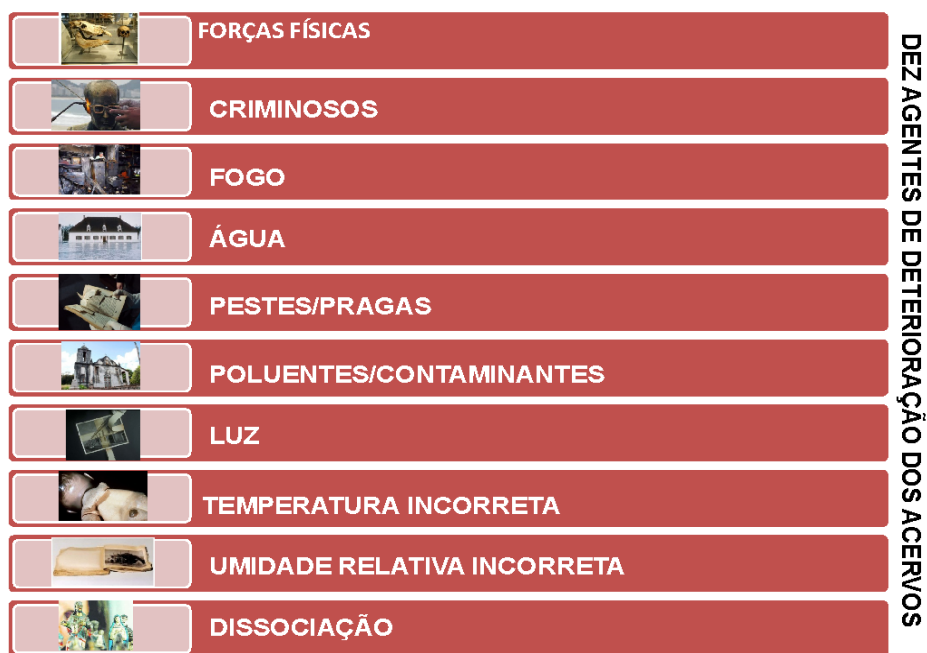 FORÇAS FÍSICAS
CRIMINOSOS
FOGO
ÁGUA
PESTES/PRAGAS
POLUENTES/CONTAMINANTES
LUZ
TEMPERATURA INCORRETA
UMIDADE RELATIVA INCORRETA
DISSOCIAÇÃO
DEZ AGENTES DE DETERIORAÇÃO DOS ACERVOS